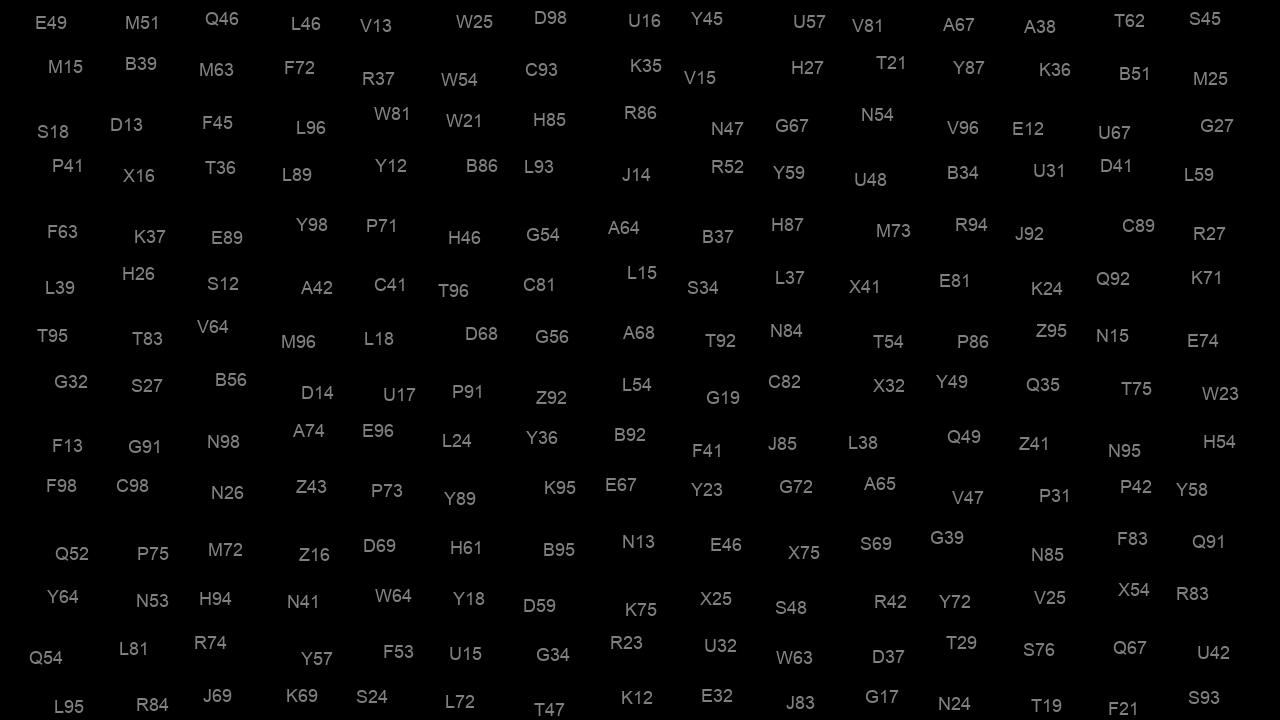 E49 M51 Q46 L46 V13 W25 D98 U16 Y45 U57 V81 A67 A38 T62 S45
M15 B39 M63 F72 R37 W54 C93 K35 V15 H27 T21 Y87 K36 B51 M25
S18 D13 F45 L96 W81 W21 H85 R86 N47 G67 N54 V96 E12 U67 G27
P41 X16 T36 L89 Y12 B86 L93 J14 R52 Y59 U48 B34 U31 D41 L59
F63 K37 E89 Y98 P71 H46 G54 A64 B37 H87 M73 R94 J92 C89 R27
L39 H26 S12 A42 C41 T96 C81 L15 S34 L37 X41 E81 K24 Q92 K71
T95 T83 V64 M96 L18 D68 G56 A68 T92 N84 T54 P86 Z95 N15 E74
G32 S27 B56 D14 U17 P91 Z92 L54 G19 C82 X32 Y49 Q35 T75 W23
F13 G91 N98 A74 E96 L24 Y36 B92 F41 J85 L38 Q49 Z41 N95 H54
F98 C98 N26 Z43 P73 Y89 K95 E67 Y23 G72 A65 V47 P31 P42 Y58
Q52 P75 M72 Z16 D69 H61 B95 N13 E46 X75 S69 G39 N85 F83 Q91
Y64 N53 H94 N41 W64 Y18 D59 K75 X25 S48 R42 Y72 V25 X54 R83
Q54 L81 R74 Y57 F53 U15 G34 R23 U32 W63 D37 T29 S76 Q67 U42
L95 R84 J69 K69 S24 L72 T47 K12 E32 J83 G17 N24 T19 F21 S93